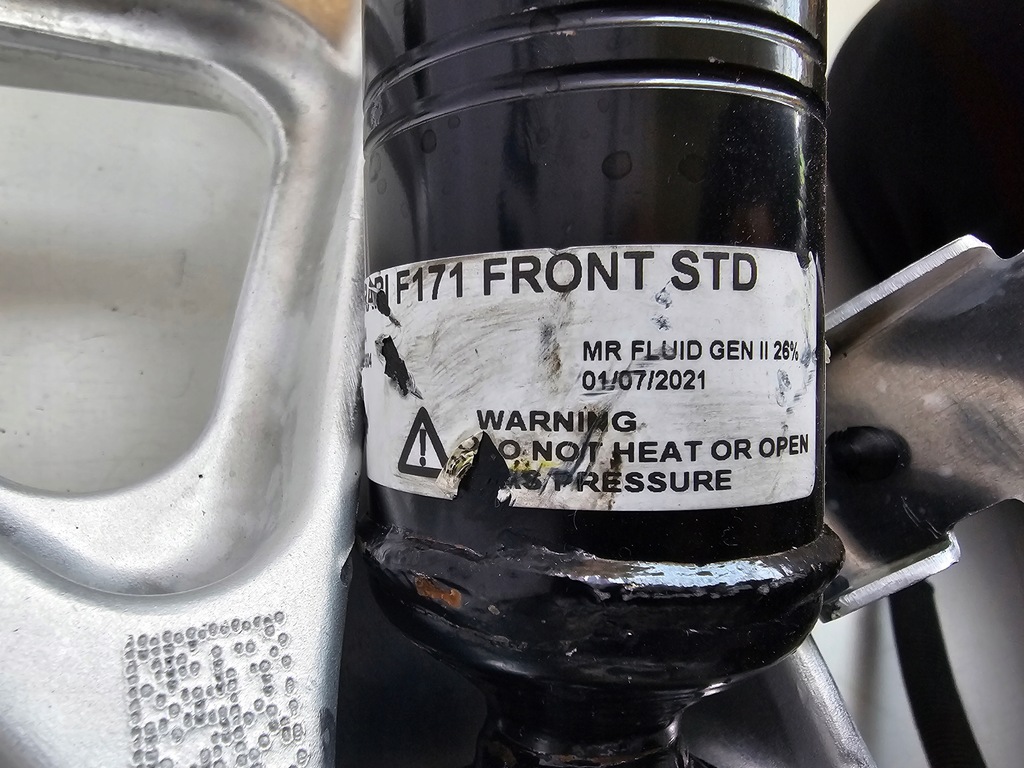 F171 FRONT STD
MR FLUID GEN II 26%
01/07/2021
WARNING
NOT HEAT OR OPEN
PRESSURE